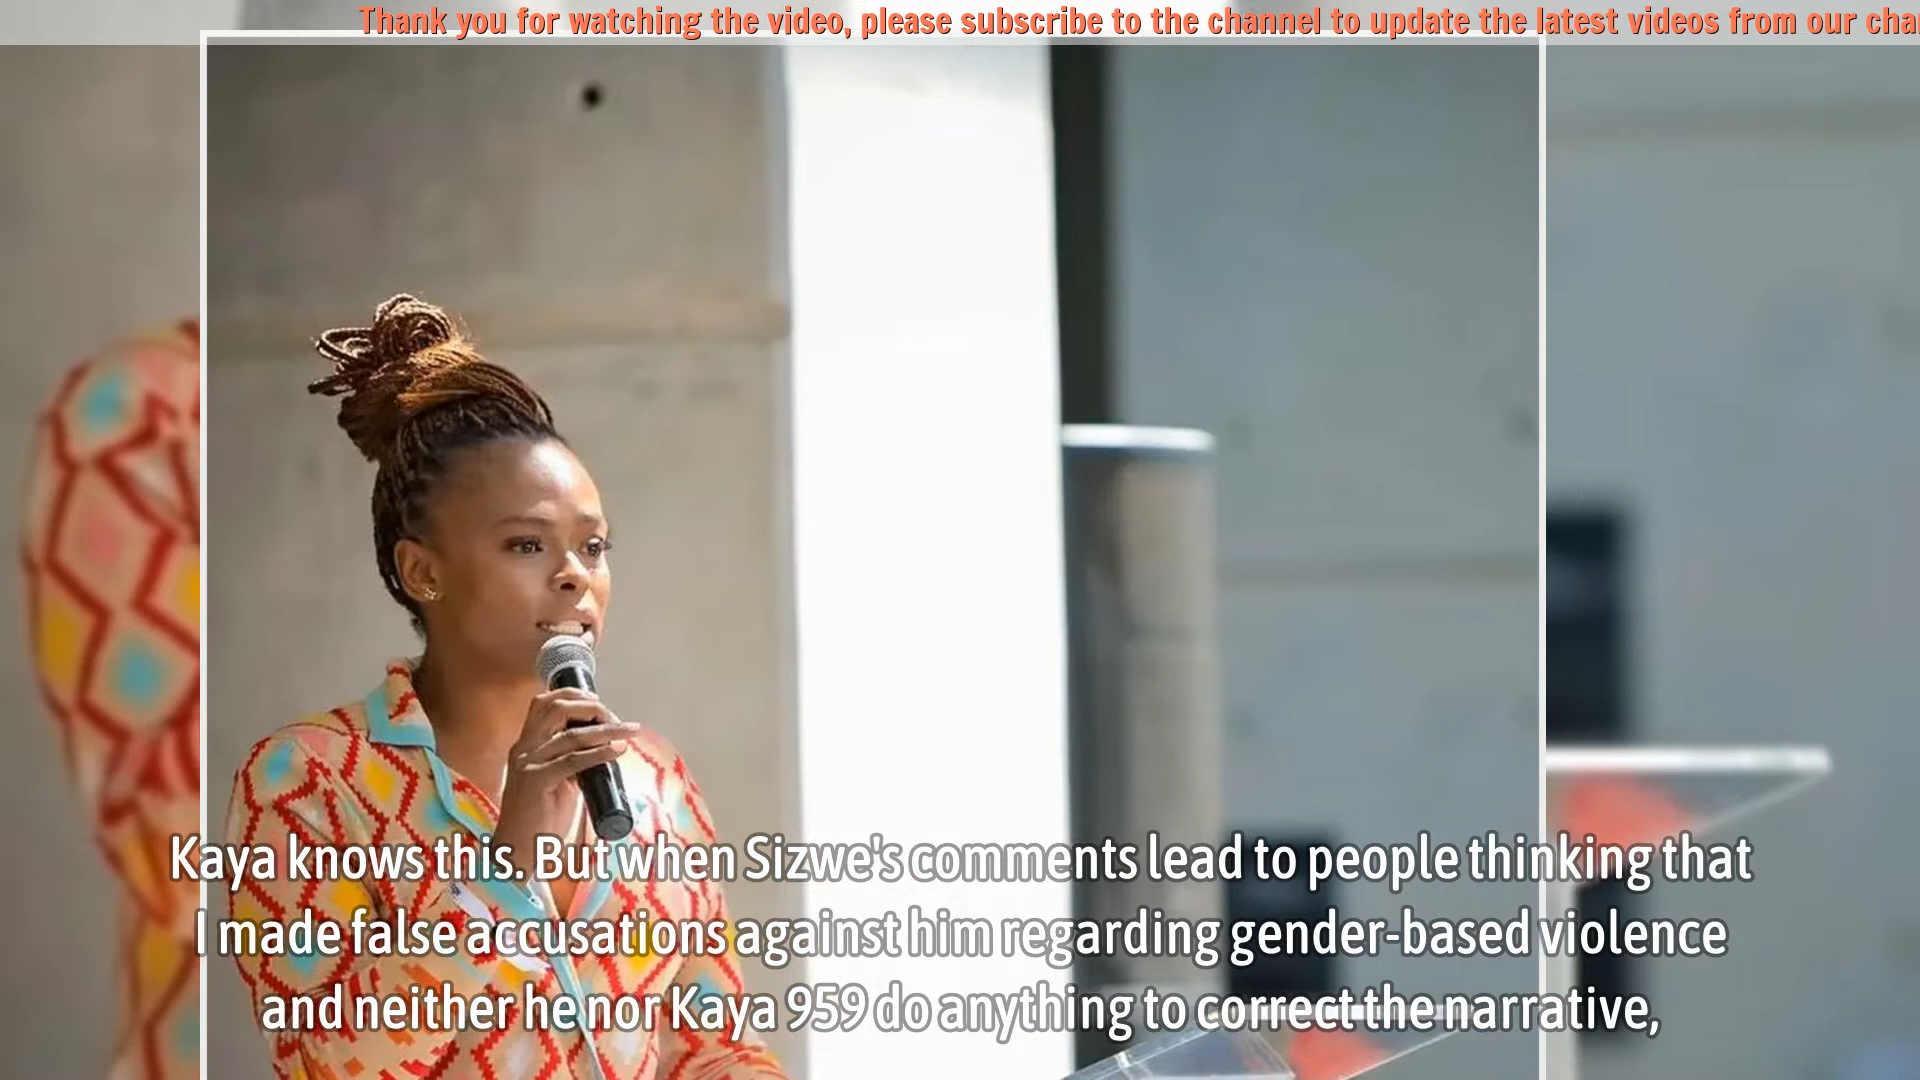 Thank you for watching the video, please subscribe to the channel to update the latest videos from our
Kaya knows this. But when Sizwe's comments lead to people thinking that
I made false accusations against him regarding gender-based violence
and neither he nor Kaya 959 do anything to correct the narrative,